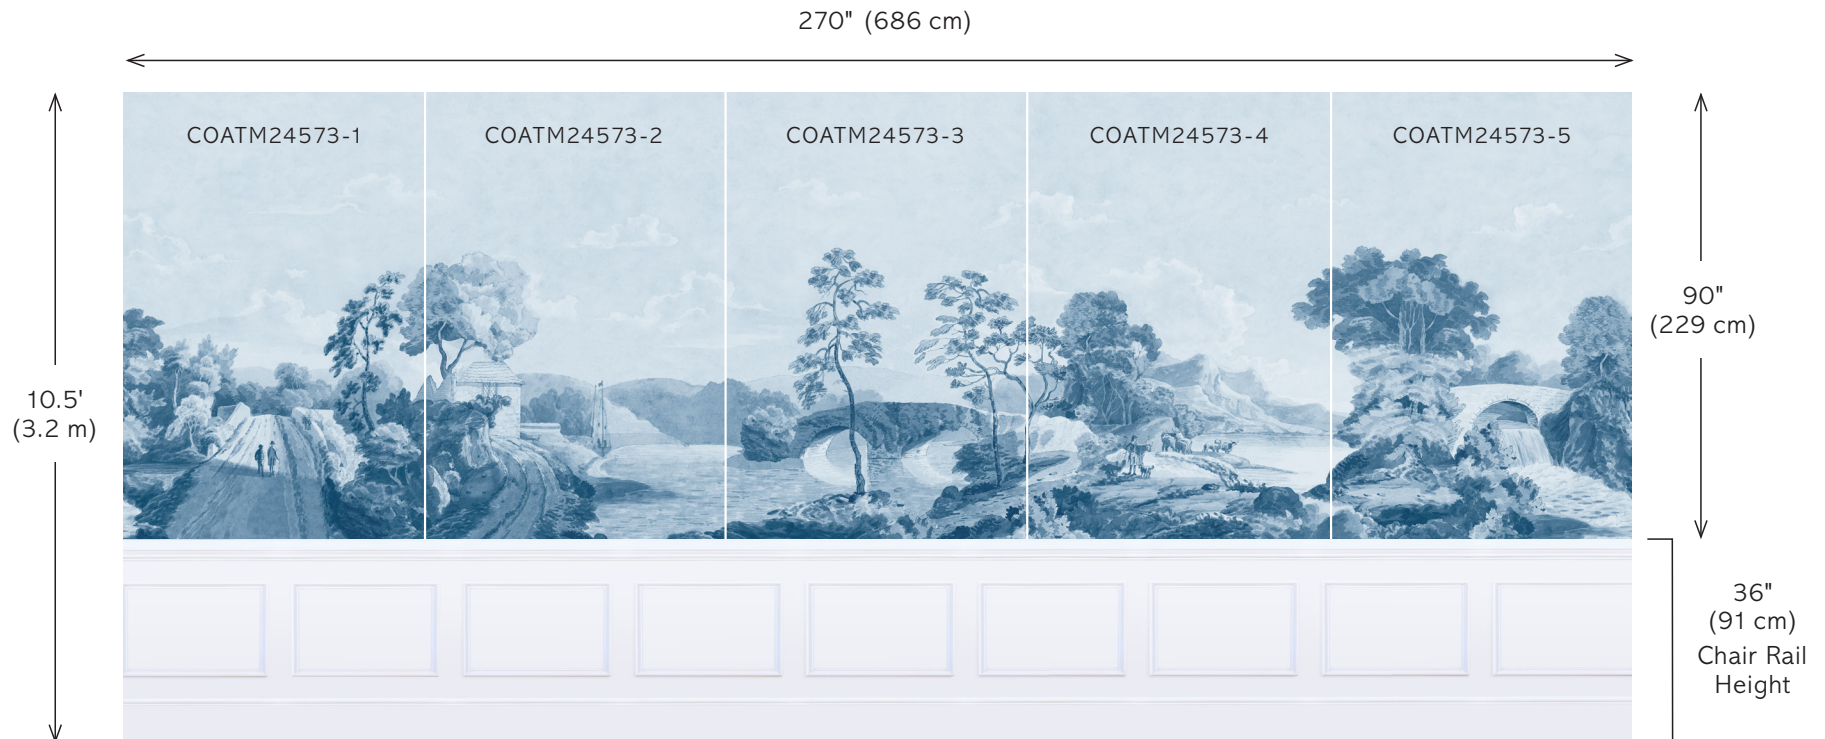 270" (686 cm)
COATM24573-1
COATM24573-2
COATM24573-3
COATM24573-4
COATM24573-5
90"
(229 cm)
10.5'
(3.2 m)
36"
(91 cm)
Chair Rail
Height